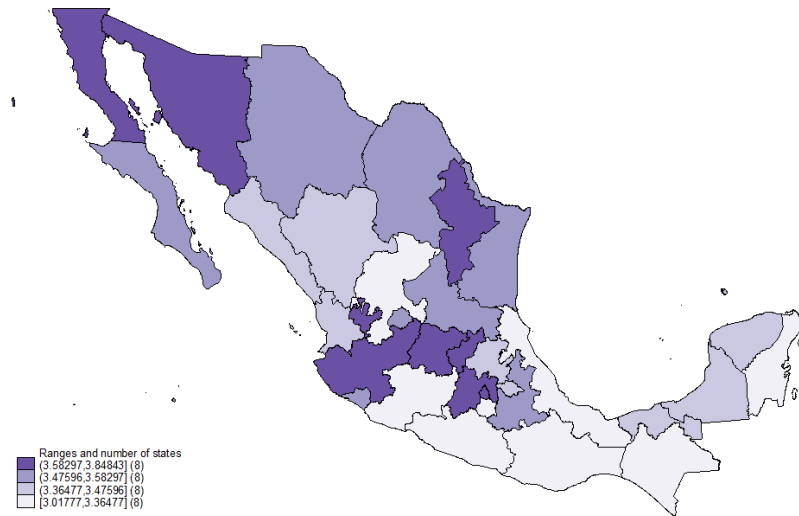 Ranges and number of states
(3.58297,3.84843] (8)
(3.47596,3.58297] (8)
(3.36477,3.47596] (8)
[3.01777,3.36477] (8)